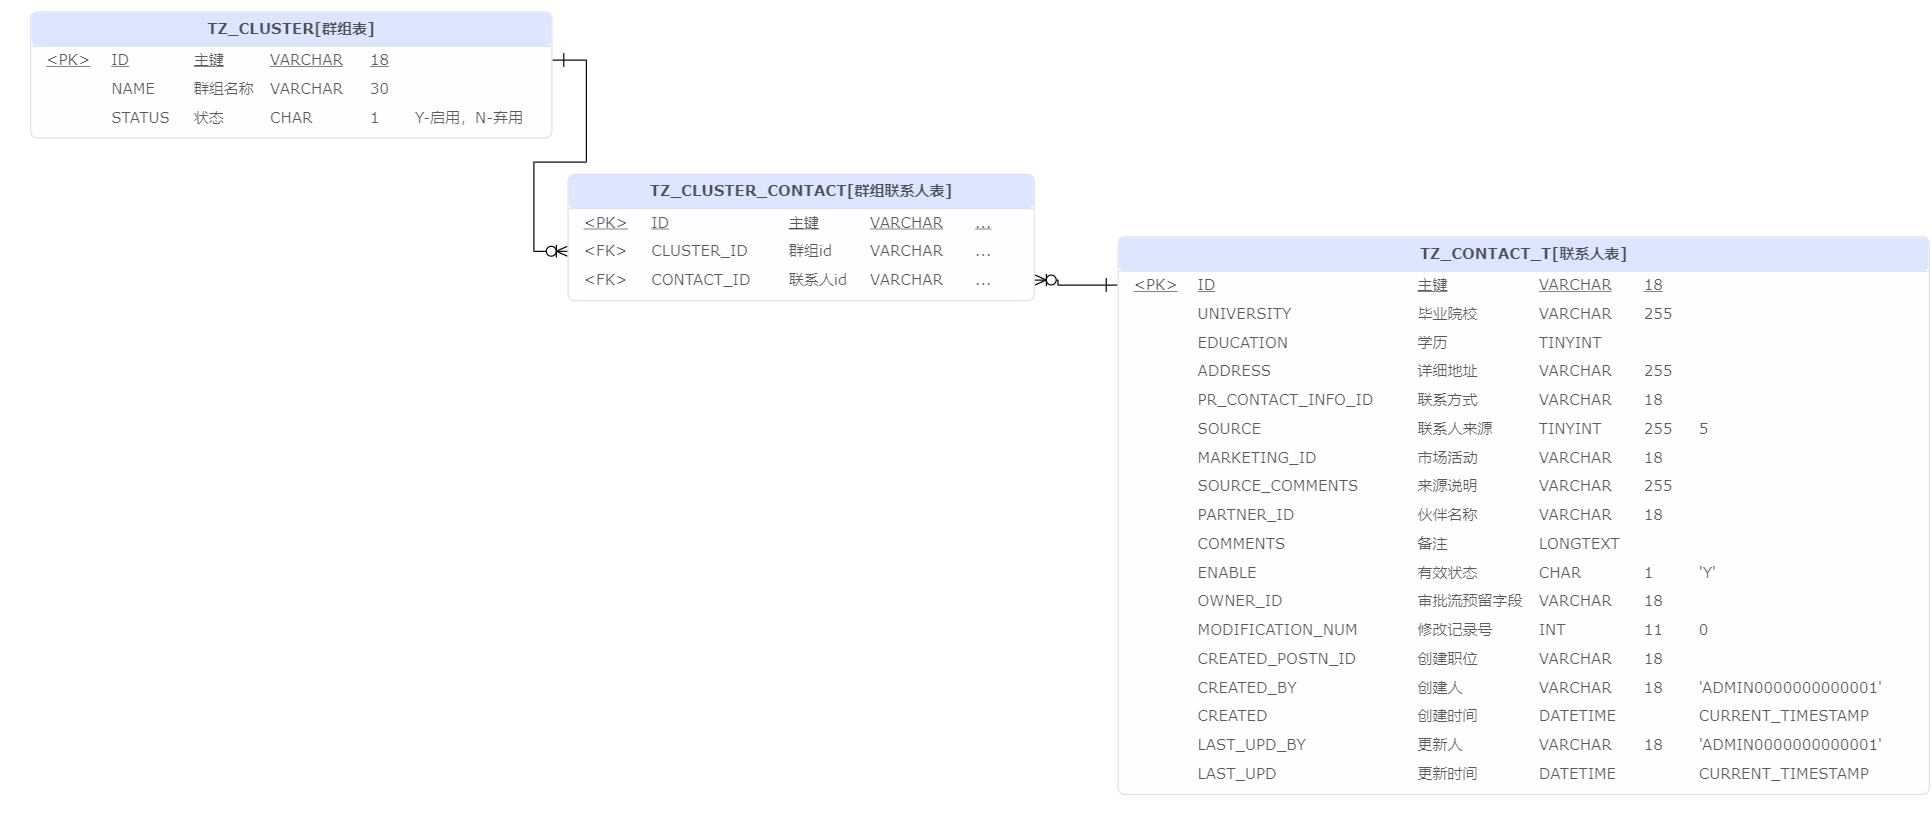 TZ_CLUSTER[群组表]
<PK> ID 主键 VARCHAR 18
NAME 群组名称 VARCHAR 30
STATUS 状态 CHAR 1 Y-启用，N-弃用
TZ_CLUSTER_CONTACT[群组联系人表]
<PK> ID 主键 VARCHAR ...
<FK> CLUSTER_ID 群组id VARCHAR ...
<FK> CONTACT_ID 联系人id VARCHAR ...
TZ_CONTACT_T[联系人表]
<PK> ID 主键 VARCHAR 18
UNIVERSITY 毕业院校 VARCHAR 255
EDUCATION 学历 TINYINT
ADDRESS 详细地址 VARCHAR 255
PR_CONTACT_INFO_ID 联系方式 VARCHAR 18
SOURCE 联系人来源 TINYINT 255 5
MARKETING_ID 市场活动 VARCHAR 18
SOURCE_COMMENTS 来源说明 VARCHAR 255
PARTNER_ID 伙伴名称 VARCHAR 18
COMMENTS 备注 LONGTEXT
ENABLE 有效状态 CHAR 1 'Y'
OWNER_ID 审批流预留字段 VARCHAR 18
MODIFICATION_NUM 修改记录号 INT 11 0
CREATED_POSTN_ID 创建职位 VARCHAR 18
CREATED_BY 创建人 VARCHAR 18 'ADMIN0000000000001'
CREATED 创建时间 DATETIME CURRENT_TIMESTAMP
LAST_UPD_BY 更新人 VARCHAR 18 'ADMIN0000000000001'
LAST_UPD 更新时间 DATETIME CURRENT_TIMESTAMP